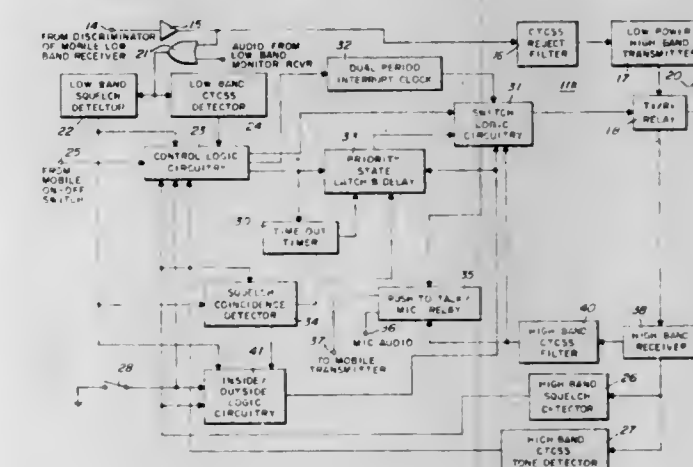 14
15
FROM DISCRIMINATOR
OF MOBILE LOW
BAND RECEIVER
21
AUDIO FROM
LOW BAND
MONITOR RCVR
32
DUAL PERIOD
INTERRUPT CLOCK
CTCSS
REJECT
FILTER
16
LOW POWER
HIGH BAND
TRANSMITTER
17
20
LOW BAND
SQUELCH
DETECTOR
22
LOW BAND
CTCSS
DETECTOR
24
23
31
SWITCH
LOGIC
CIRCUITRY
11a
TX/RX
RELAY
18
25
FROM
MOBILE
ON-OFF
SWITCH
CONTROL LOGIC
CIRCUITRY
33
PRIORITY
STATE
LATCH & DELAY
30
TIME OUT
TIMER
SQUELCH
COINCIDENCE
DETECTOR
34
35
PUSH TO TALK/
MIC RELAY
36
MIC AUDIO
37
TO MOBILE
TRANSMITTER
40
HIGH BAND
CTCSS
FILTER
38
HIGH BAND
RECEIVER
28
41
INSIDE/
OUTSIDE
LOGIC
CIRCUITRY
HIGH BAND
SQUELCH
DETECTOR
26
HIGH BAND
CTCSS
TONE DETECTOR
27